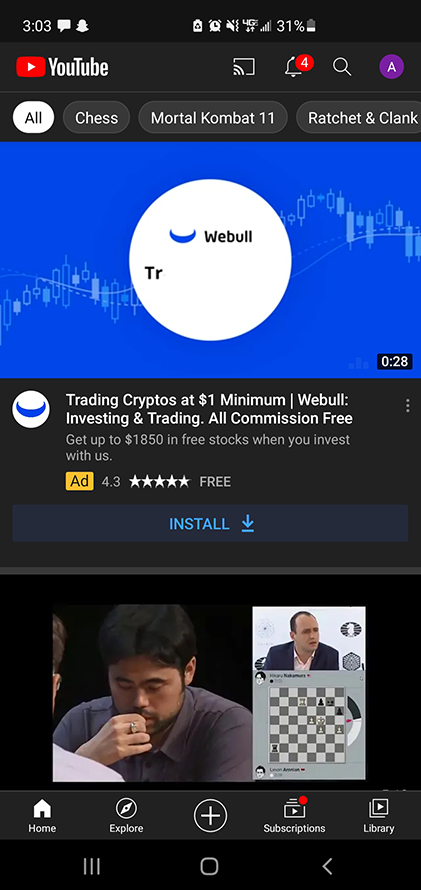 3:03
4G
31%
YouTube
4
A
All
Chess
Mortal Kombat 11
Ratchet & Clank
Webull
Tr
0:28
Trading Cryptos at $1 Minimum | Webull:
Investing & Trading. All Commission Free
Get up to $1850 in free stocks when you invest
with us.
Ad
4.3
FREE
INSTALL
Hikaru Nakamura
Levon Aronian
Home
Explore
Subscriptions
Library